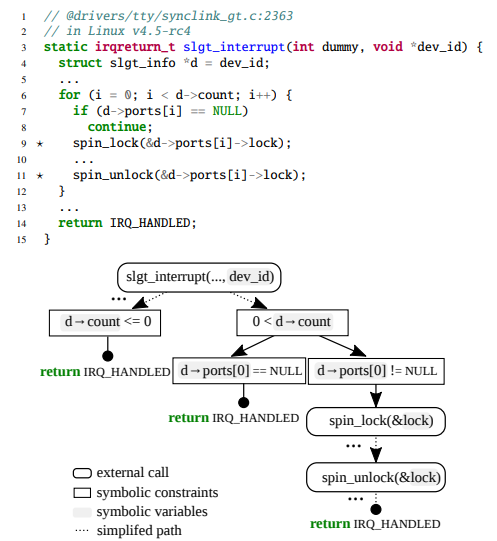 1 // @drivers/tty/synclink_gt.c:2363
2 // in Linux v4.5-rc4
3 static irqreturn_t slgt_interrupt(int dummy, void *dev_id) {
4 struct slgt_info *d = dev_id;
5 ...
6 for (i = 0; i < d->count; i++) {
7 if (d->ports[i] == NULL)
8 continue;
9 ⋆ spin_lock(&d->ports[i]->lock);
10 ...
11 ⋆ spin_unlock(&d->ports[i]->lock);
12 }
13 ...
14 return IRQ_HANDLED;
15 }
slgt_interrupt(..., dev_id)
...
d→count <= 0
0 < d→count
return IRQ_HANDLED
d→ports[0] == NULL
d→ports[0] != NULL
return IRQ_HANDLED
spin_lock(&lock)
...
spin_unlock(&lock)
...
return IRQ_HANDLED
external call
symbolic constraints
symbolic variables
simplifed path